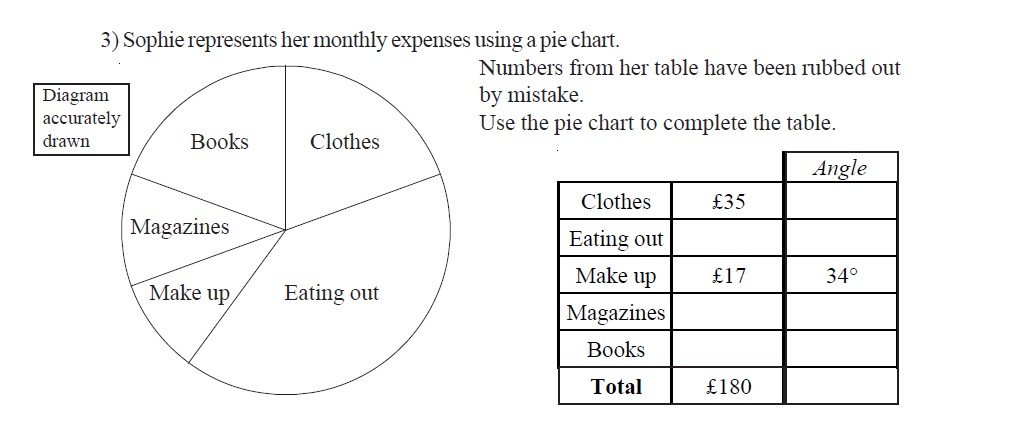 3) Sophie represents her monthly expenses using a pie chart.
Numbers from her table have been rubbed out
by mistake.
Use the pie chart to complete the table.
Diagram
accurately
drawn
Books
Clothes
Magazines
Make up
Eating out
Angle
Clothes £35
Eating out
Make up £17 34°
Magazines
Books
Total £180